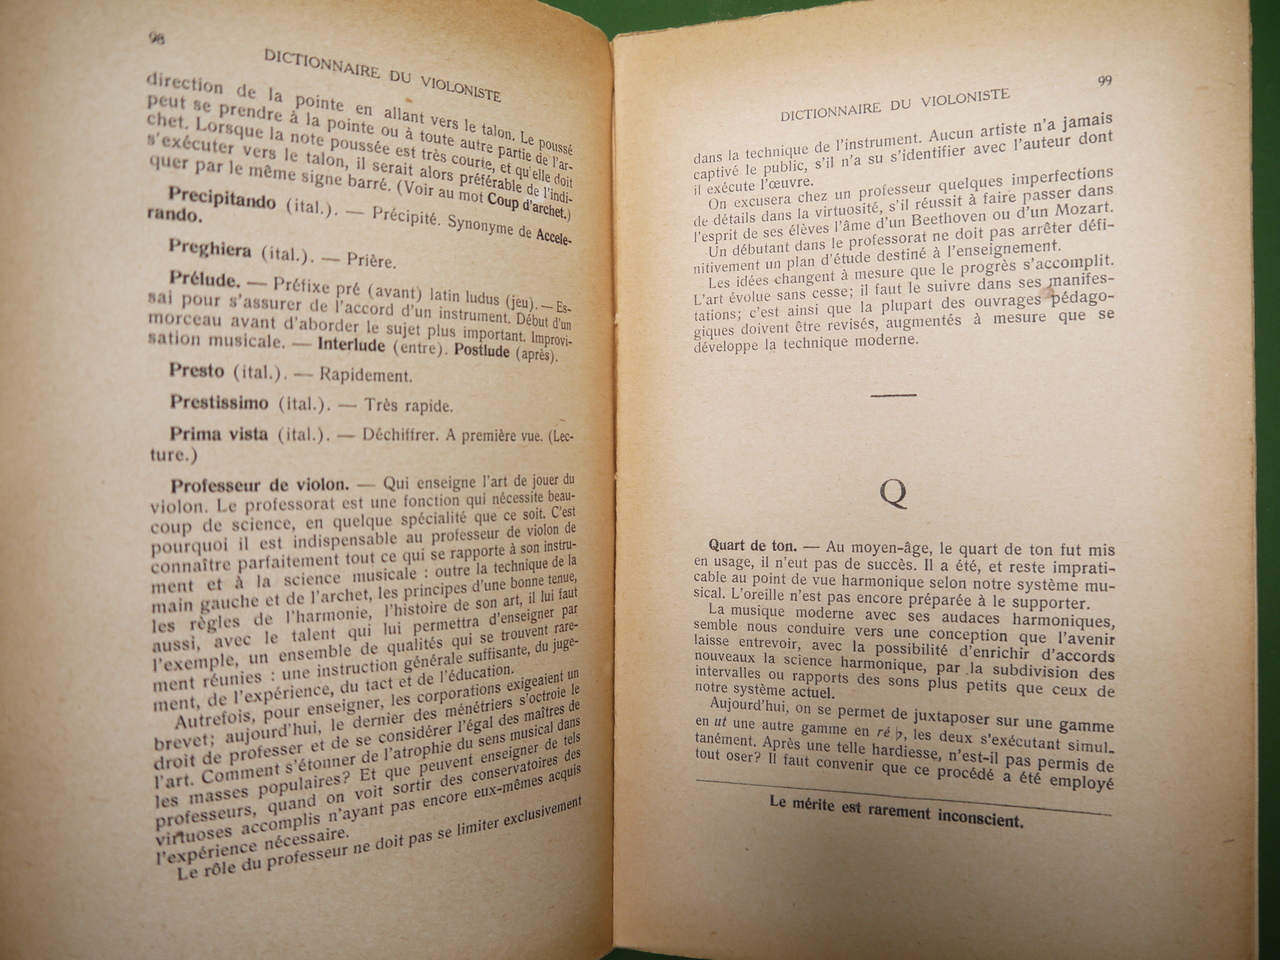 98
DICTIONNAIRE DU VIOLONISTE
direction de la pointe en allant vers le talon. Le poussé
peut se prendre à la pointe ou à toute autre partie de l'ar-
chet. Lorsque la note poussée est très courte, et qu'elle doit
s'exécuter vers le talon, il serait alors préférable de l'indi-
quer par le même signe barré. (Voir au mot Coup d'archet.)
Precipitando (ital.). — Précipité. Synonyme de Accele-
rando.
Preghiera (ital.). — Prière.
Prélude. — Préfixe pré (avant) latin ludus (jeu). — Es-
sai pour s'assurer de l'accord d'un instrument. Début d'un
morceau avant d'aborder le sujet plus important. Improvi-
sation musicale. — Interlude (entre). Postlude (après).
Presto (ital.). — Rapidement.
Prestissimo (ital.). — Très rapide.
Prima vista (ital.). — Déchiffrer. A première vue. (Lec-
ture.)
Professeur de violon. — Qui enseigne l'art de jouer du
violon. Le professorat est une fonction qui nécessite beau-
coup de science, en quelque spécialité que ce soit. C'est
pourquoi il est indispensable au professeur de violon de
connaître parfaitement tout ce qui se rapporte à son instru-
ment et à la science musicale : outre la technique de la
main gauche et de l'archet, les principes d'une bonne tenue,
les règles de l'harmonie, l'histoire de son art, il lui faut
aussi, avec le talent qui lui permettra d'enseigner par
l'exemple, un ensemble de qualités qui se trouvent rare-
ment réunies : une instruction générale suffisante, du juge-
ment, de l'expérience, du tact et de l'éducation.
Autrefois, pour enseigner, les corporations exigeaient un
brevet; aujourd'hui, le dernier des ménétriers s'octroie le
droit de professer et de se considérer l'égal des maîtres de
l'art. Comment s'étonner de l'atrophie du sens musical dans
les masses populaires? Et que peuvent enseigner de tels
professeurs, quand on voit sortir des conservatoires des
virtuoses accomplis n'ayant pas encore eux-mêmes acquis
l'expérience nécessaire.
Le rôle du professeur ne doit pas se limiter exclusivement
99
DICTIONNAIRE DU VIOLONISTE
dans la technique de l'instrument. Aucun artiste n'a jamais
captivé le public, s'il n'a su s'identifier avec l'auteur dont
il exécute l'œuvre.
On excusera chez un professeur quelques imperfections
de détails dans la virtuosité, s'il réussit à faire passer dans
l'esprit de ses élèves l'âme d'un Beethoven ou d'un Mozart.
Un débutant dans le professorat ne doit pas arrêter défi-
nitivement un plan d'étude destiné à l'enseignement.
Les idées changent à mesure que le progrès s'accomplit.
L'art évolue sans cesse; il faut le suivre dans ses manifes-
tations; c'est ainsi que la plupart des ouvrages pédago-
giques doivent être revisés, augmentés à mesure que se
développe la technique moderne.
Q
Quart de ton. — Au moyen-âge, le quart de ton fut mis
en usage, il n'eut pas de succès. Il a été, et reste imprati-
cable au point de vue harmonique selon notre système mu-
sical. L'oreille n'est pas encore préparée à le supporter.
La musique moderne avec ses audaces harmoniques,
semble nous conduire vers une conception que l'avenir
laisse entrevoir, avec la possibilité d'enrichir d'accords
nouveaux la science harmonique, par la subdivision des
intervalles ou rapports des sons plus petits que ceux de
notre système actuel.
Aujourd'hui, on se permet de juxtaposer sur une gamme
en ut une autre gamme en ré ♭, les deux s'exécutant simul-
tanément. Après une telle hardiesse, n'est-il pas permis de
tout oser? Il faut convenir que ce procédé a été employé
Le mérite est rarement inconscient.